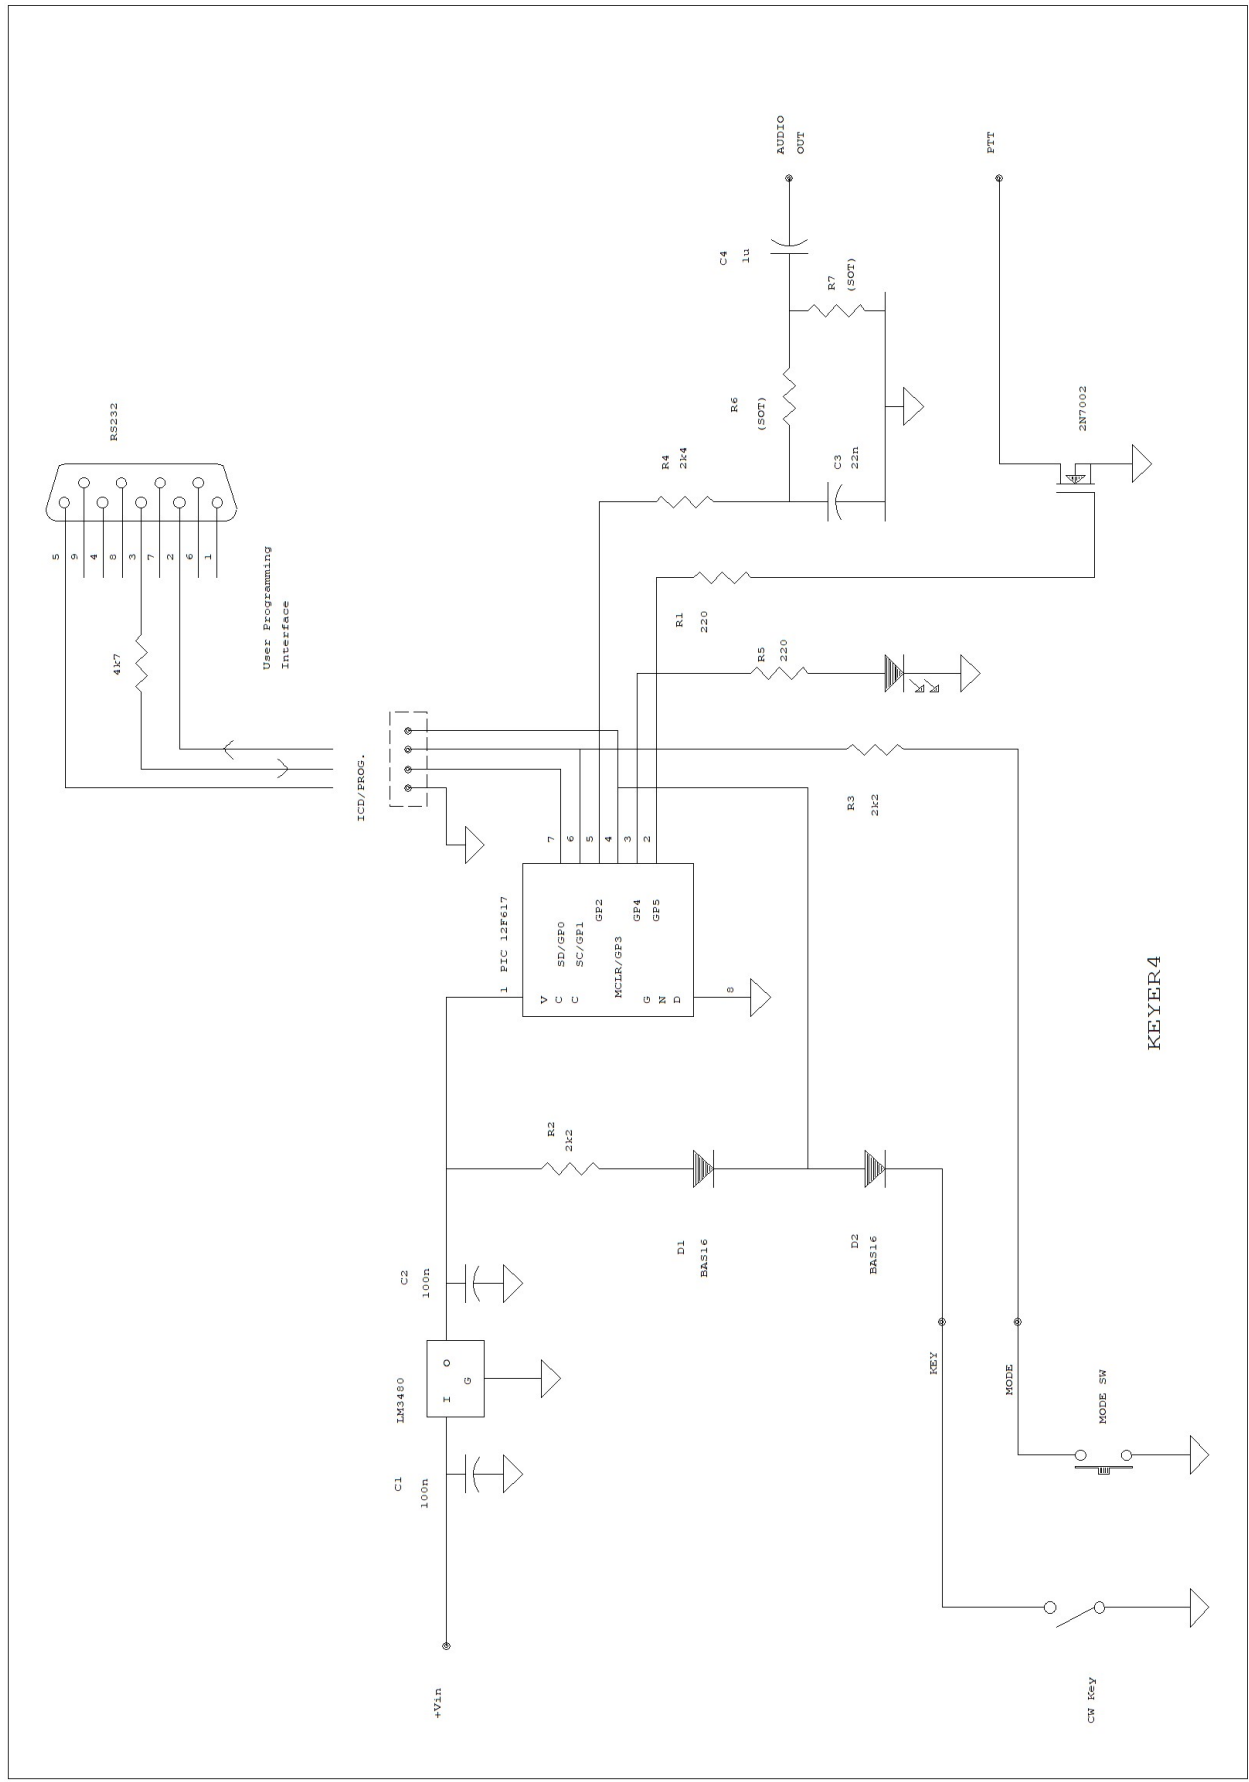 RS232
5
9
4
8
3
7
2
6
1
4k7
User Programming
Interface
ICD/PROG.
AUDIO
OUT
PTT
C4
1u
R7
(SOT)
R6
(SOT)
R4
2k4
C3
22n
2N7002
R1
220
R5
220
R3
2k2
7
6
5
4
3
2
PIC 12F617
1
SD/GP0
SC/GP1
GP2
MCLR/GP3
GP4
GP5
V
C
C
G
N
D
8
R2
2k2
D1
BAS16
D2
BAS16
C2
100n
LM3480
I
O
G
C1
100n
+Vin
KEY
MODE
MODE SW
CW Key
KEYER4